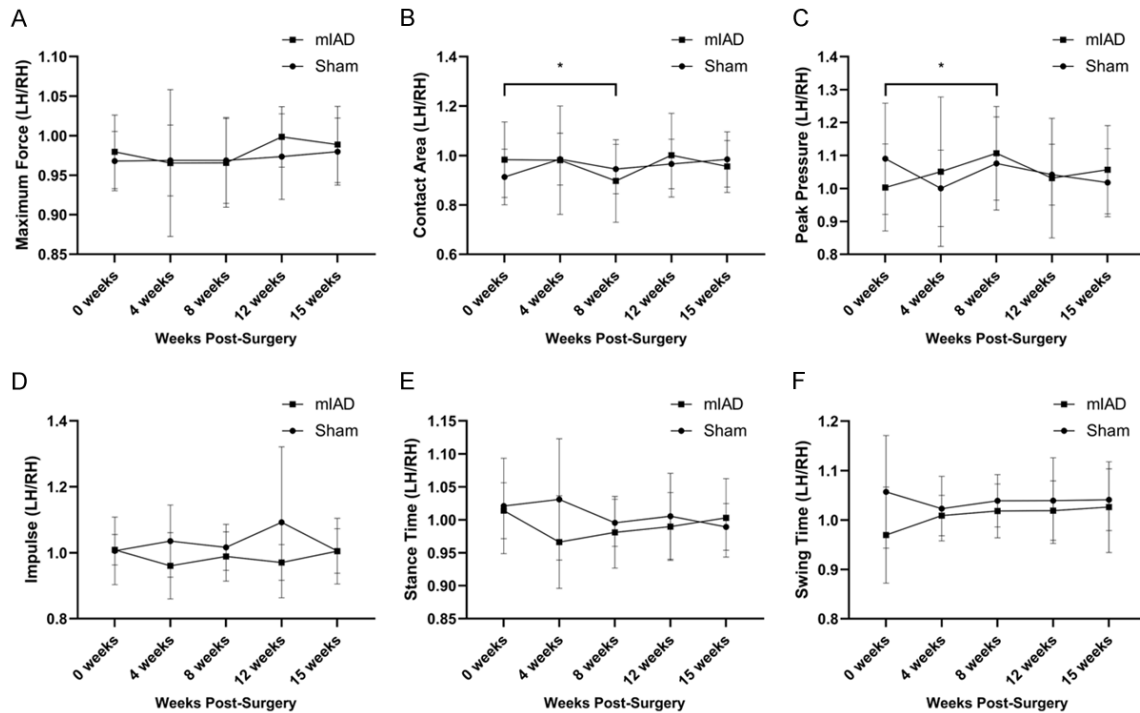 A
mIAD
Sham
Maximum Force (LH/RH)
1.10
1.05
1.00
0.95
0.90
0.85
0 weeks
4 weeks
8 weeks
12 weeks
15 weeks
Weeks Post-Surgery
B
mIAD
Sham
*
Contact Area (LH/RH)
1.4
1.2
1.0
0.8
0.6
0 weeks
4 weeks
8 weeks
12 weeks
15 weeks
Weeks Post-Surgery
C
mIAD
Sham
*
Peak Pressure (LH/RH)
1.4
1.3
1.2
1.1
1.0
0.9
0.8
0 weeks
4 weeks
8 weeks
12 weeks
15 weeks
Weeks Post-Surgery
D
mIAD
Sham
Impulse (LH/RH)
1.4
1.2
1.0
0.8
0 weeks
4 weeks
8 weeks
12 weeks
15 weeks
Weeks Post-Surgery
E
mIAD
Sham
Stance Time (LH/RH)
1.15
1.10
1.05
1.00
0.95
0.90
0.85
0 weeks
4 weeks
8 weeks
12 weeks
15 weeks
Weeks Post-Surgery
F
mIAD
Sham
Swing Time (LH/RH)
1.2
1.1
1.0
0.9
0.8
0 weeks
4 weeks
8 weeks
12 weeks
15 weeks
Weeks Post-Surgery